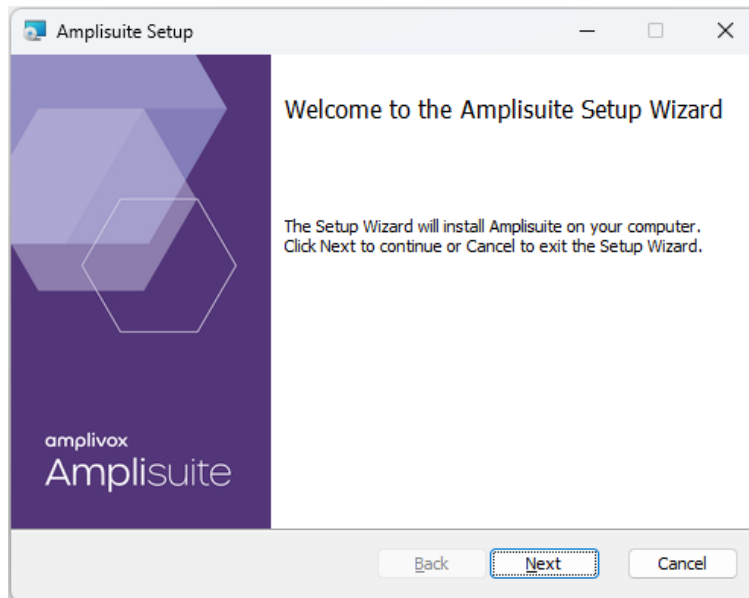 Amplisuite Setup
Welcome to the Amplisuite Setup Wizard
The Setup Wizard will install Amplisuite on your computer.
Click Next to continue or Cancel to exit the Setup Wizard.
amplivox
Amplisuite
Back
Next
Cancel